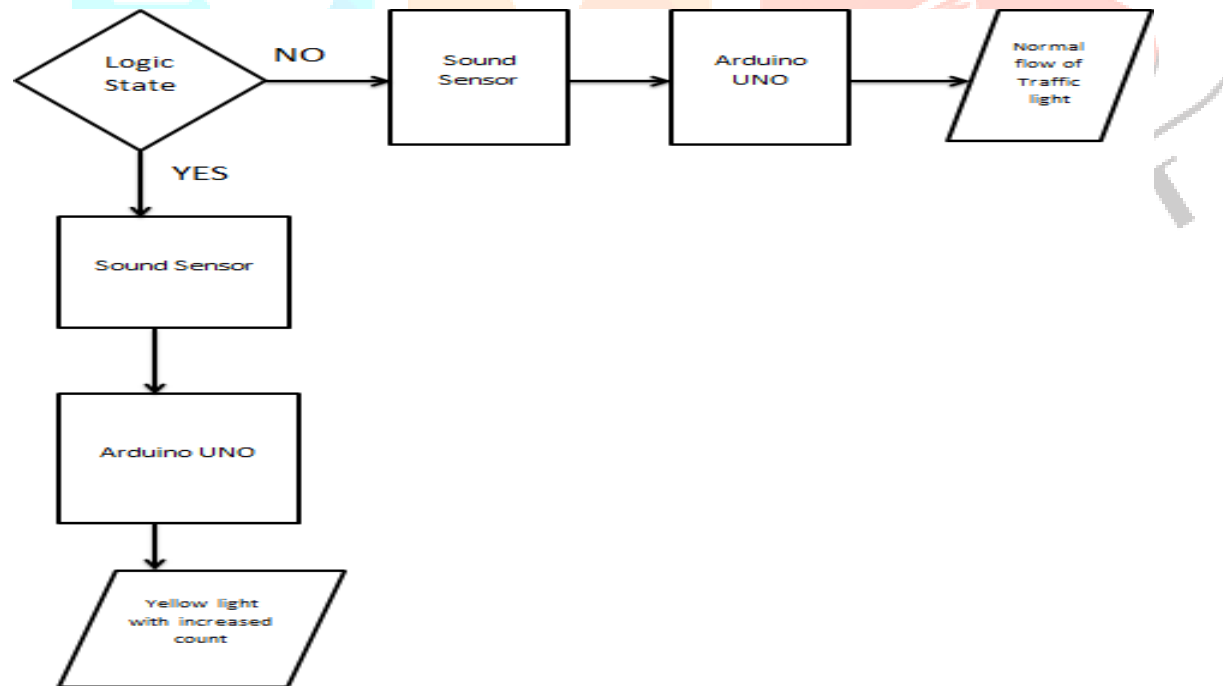 Logic
State
NO
Sound
Sensor
Arduino
UNO
Normal
flow of
Traffic
light
YES
Sound Sensor
Arduino UNO
Yellow light
with increased
count